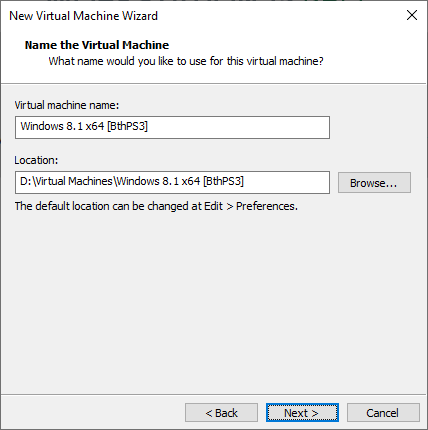 New Virtual Machine Wizard
Name the Virtual Machine
What name would you like to use for this virtual machine?
Virtual machine name:
Windows 8.1 x64 [BthPS3]
Location:
D:\Virtual Machines\Windows 8.1 x64 [BthPS3]
Browse...
The default location can be changed at Edit > Preferences.
< Back
Next >
Cancel